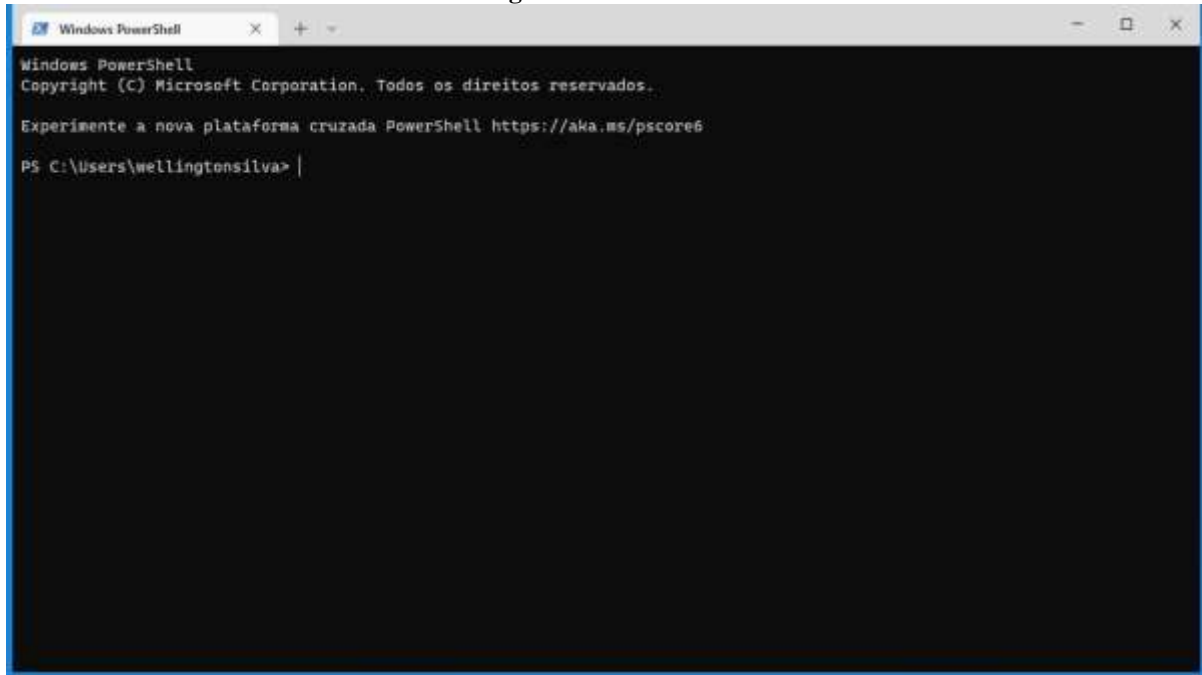 Windows PowerShell
Windows PowerShell
Copyright (C) Microsoft Corporation. Todos os direitos reservados.
Experimente a nova plataforma cruzada PowerShell https://aka.ms/pscore6
PS C:\Users\wellingtonsilva>